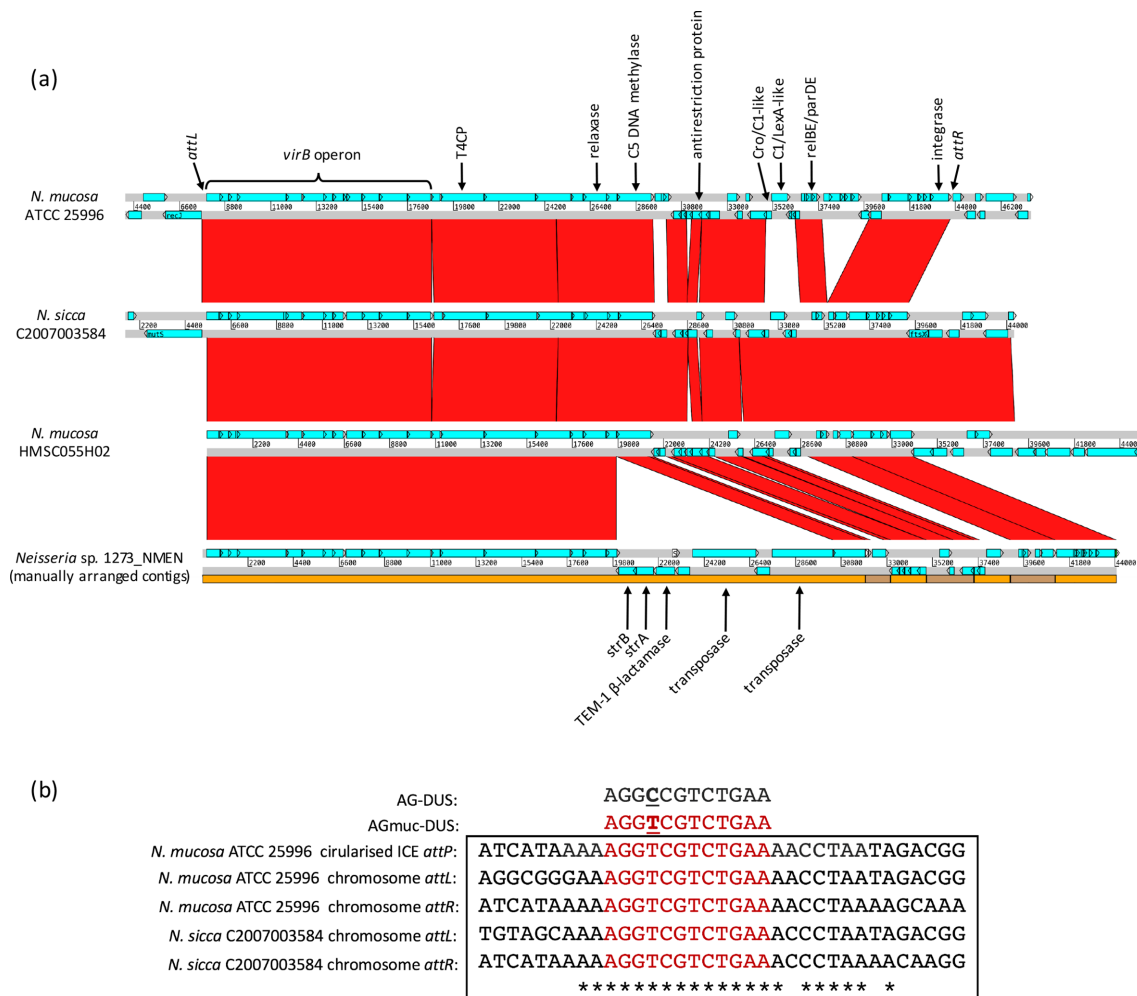 (a)
attL
virB operon
T4CP
relaxase
C5 DNA methylase
antirestriction protein
Cro/C1-like
C1/LexA-like
relBE/parDE
integrase
attR
N. mucosa
ATCC 25996
4400 6600 8800 11000 13200 15400 17600 19800 22000 24200 26400 28600 30800 33000 35200 37400 39600 41800 44000 46200
recJ
N. sicca
C2007003584
2200 4400 6600 8800 11000 13200 15400 17600 19800 22000 24200 26400 28600 30800 33000 35200 37400 39600 41800 44000
mutS
N. mucosa
HMSC055H02
2200 4400 6600 8800 11000 13200 15400 17600 19800 22000 24200 26400 28600 30800 33000 35200 37400 39600 41800
Neisseria sp. 1273_NMEN
(manually arranged contigs)
2200 4400 6600 8800 11000 13200 15400 17600 19800 22000 24200 26400 28600 30800 33000 35200 37400 39600 41800 44000
strB
strA
TEM-1 β-lactamase
transposase
transposase
(b)
AG-DUS: AGGCCGTCTGAA
AGmuc-DUS: AGGTCGTCTGAA
N. mucosa ATCC 25996 cirularised ICE attP: ATCATAAAAAGGTCGTCTGAAAACCTAATAGACGG
N. mucosa ATCC 25996 chromosome attL: AGGCGGGAAAGGTCGTCTGAAAACCTAATAGACGG
N. mucosa ATCC 25996 chromosome attR: ATCATAAAAAGGTCGTCTGAAAACCTAAAAGCAAA
N. sicca C2007003584 chromosome attL: TGTAGCAAAAGGTCGTCTGAAACCCTAATAGACGG
N. sicca C2007003584 chromosome attR: ATCATAAAAAGGTCGTCTGAAACCCTAAAACAAGG
*************** ***** *